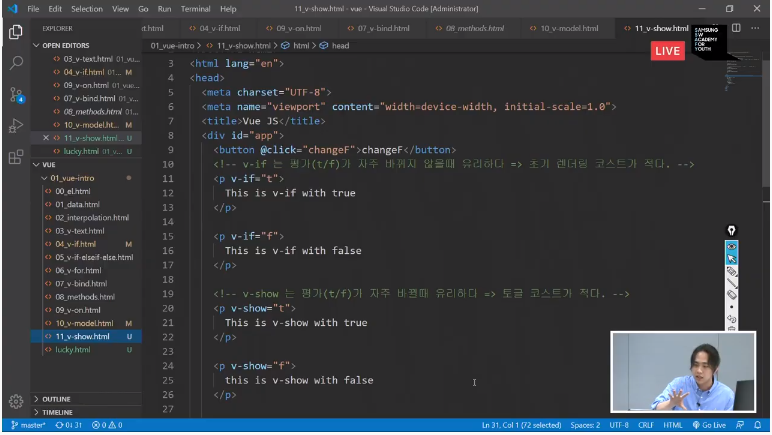 File Edit Selection View Go Run Terminal Help
11_v-show.html - vue - Visual Studio Code [Administrator]
EXPLORER
04_v-if.html 09_v-on.html 07_v-bind.html 08_methods.html 10_v-model.html 11_v-show.html
OPEN EDITORS
01_vue-intro > 11_v-show.html > html > head
LIVE
SAMSUNG
SW
ACADEMY
FOR
YOUTH
03_v-text.html 01_vu...
04_v-if.html 01_... M
09_v-on.html 01_vue...
07_v-bind.html 01_v...
08_methods.html 01_...
10_v-model.ht... M
11_v-show.html... U
lucky.html 01_v... U
VUE
01_vue-intro
00_el.html
01_data.html
02_interpolation.html
03_v-text.html
04_v-if.html M
05_v-if-elseif-else.html
06_v-for.html
07_v-bind.html
08_methods.html
09_v-on.html
10_v-model.html M
11_v-show.html U
lucky.html U
OUTLINE
TIMELINE
3 <html lang="en">
4 <head>
5 <meta charset="UTF-8">
6 <meta name="viewport" content="width=device-width, initial-scale=1.0">
7 <title>Vue JS</title>
8 <div id="app">
9 <button @click="changeF">changeF</button>
10 <!-- v-if 는 평가(t/f)가 자주 바뀌지 않을때 유리하다 => 초기 렌더링 코스트가 적다. -->
11 <p v-if="t">
12 This is v-if with true
13 </p>
14
15 <p v-if="f">
16 This is v-if with false
17 </p>
18
19 <!-- v-show 는 평가(t/f)가 자주 바뀔때 유리하다 => 토글 코스트가 적다. -->
20 <p v-show="t">
21 This is v-show with true
22 </p>
23
24 <p v-show="f">
25 this is v-show with false
26 </p>
27
master* 0 0 Ln 31, Col 1 (72 selected) Spaces: 2 UTF-8 CRLF HTML Go Live